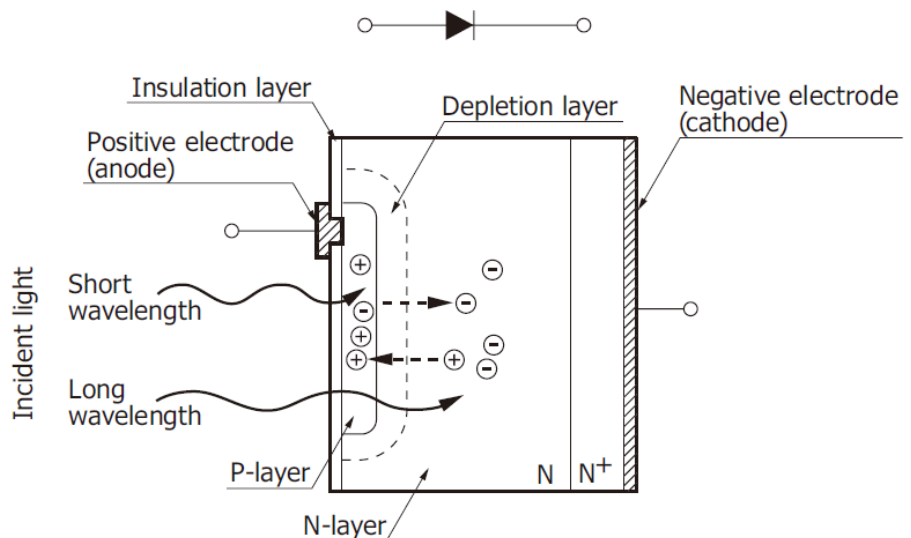 Insulation layer
Depletion layer
Negative electrode
(cathode)
Positive electrode
(anode)
Incident light
Short
wavelength
Long
wavelength
P-layer
N-layer
N
N+
+
-
-
-
+
+
+
-
-